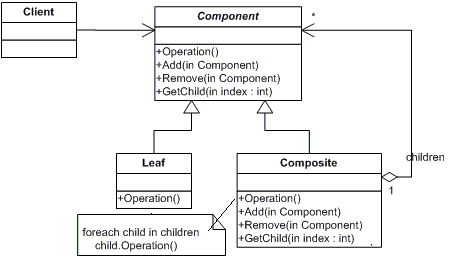 Client
Component
*
+Operation()
+Add(in Component)
+Remove(in Component)
+GetChild(in index : int)
children
Leaf
Composite
1
+Operation()
+Operation()
+Add(in Component)
+Remove(in Component)
+GetChild(in index : int)
foreach child in children
child.Operation()